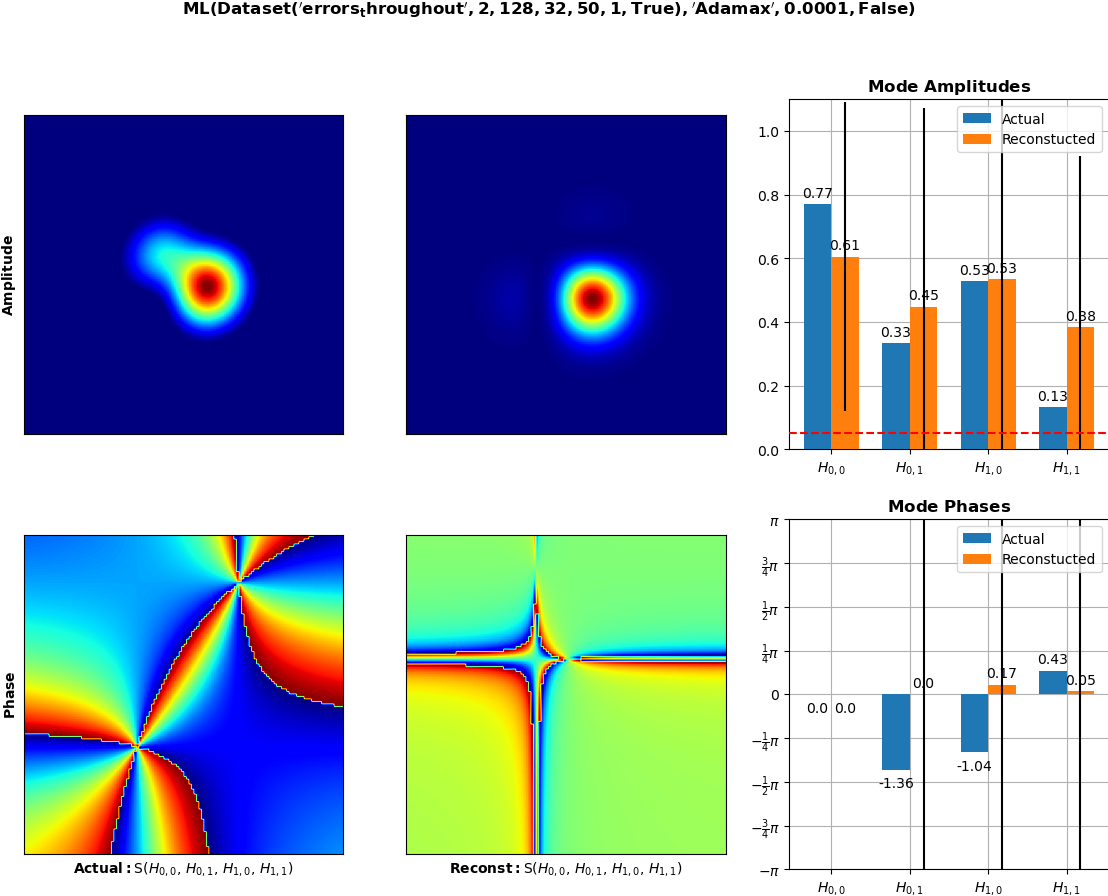 ML(Dataset('errors_throughout', 2, 128, 32, 50, 1, True), 'Adamax', 0.0001, False)
Amplitude
Mode Amplitudes
Actual
Reconstucted
1.0
0.8
0.6
0.4
0.2
0.0
0.77
0.61
0.33
0.45
0.53
0.53
0.13
0.38
H0,0
H0,1
H1,0
H1,1
Phase
Actual: S(H0,0, H0,1, H1,0, H1,1)
Reconst: S(H0,0, H0,1, H1,0, H1,1)
Mode Phases
Actual
Reconstucted
π
3/4π
1/2π
1/4π
0
−1/4π
−1/2π
−3/4π
−π
0.0
0.0
-1.36
0.0
-1.04
0.17
0.43
0.05
H0,0
H0,1
H1,0
H1,1